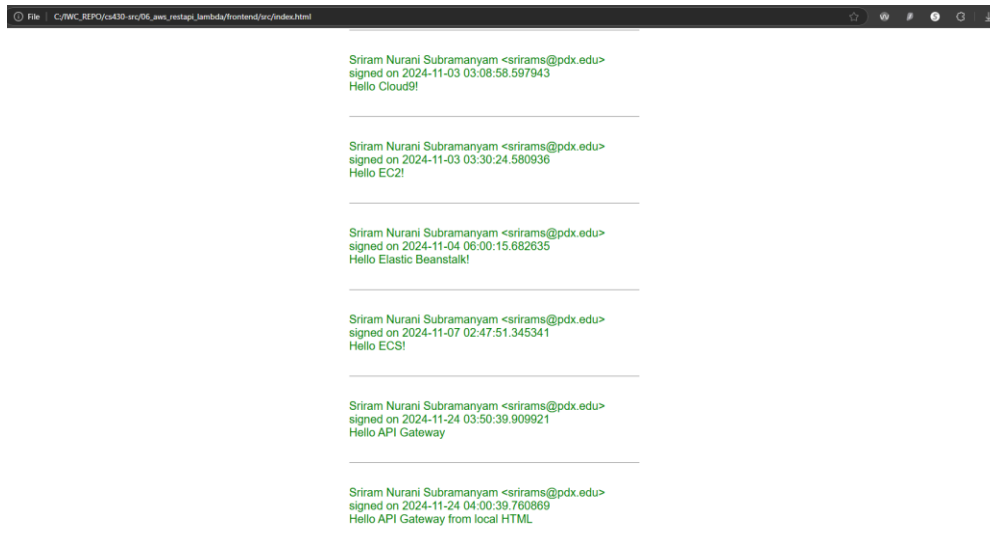 File C:/IWC_REPO/cs430-src/06_aws_restapi_lambda/frontend/src/index.html
Sriram Nurani Subramanyam <srirams@pdx.edu>
signed on 2024-11-03 03:08:58.597943
Hello Cloud9!
Sriram Nurani Subramanyam <srirams@pdx.edu>
signed on 2024-11-03 03:30:24.580936
Hello EC2!
Sriram Nurani Subramanyam <srirams@pdx.edu>
signed on 2024-11-04 06:00:15.682635
Hello Elastic Beanstalk!
Sriram Nurani Subramanyam <srirams@pdx.edu>
signed on 2024-11-07 02:47:51.345341
Hello ECS!
Sriram Nurani Subramanyam <srirams@pdx.edu>
signed on 2024-11-24 03:50:39.909921
Hello API Gateway
Sriram Nurani Subramanyam <srirams@pdx.edu>
signed on 2024-11-24 04:00:39.760869
Hello API Gateway from local HTML